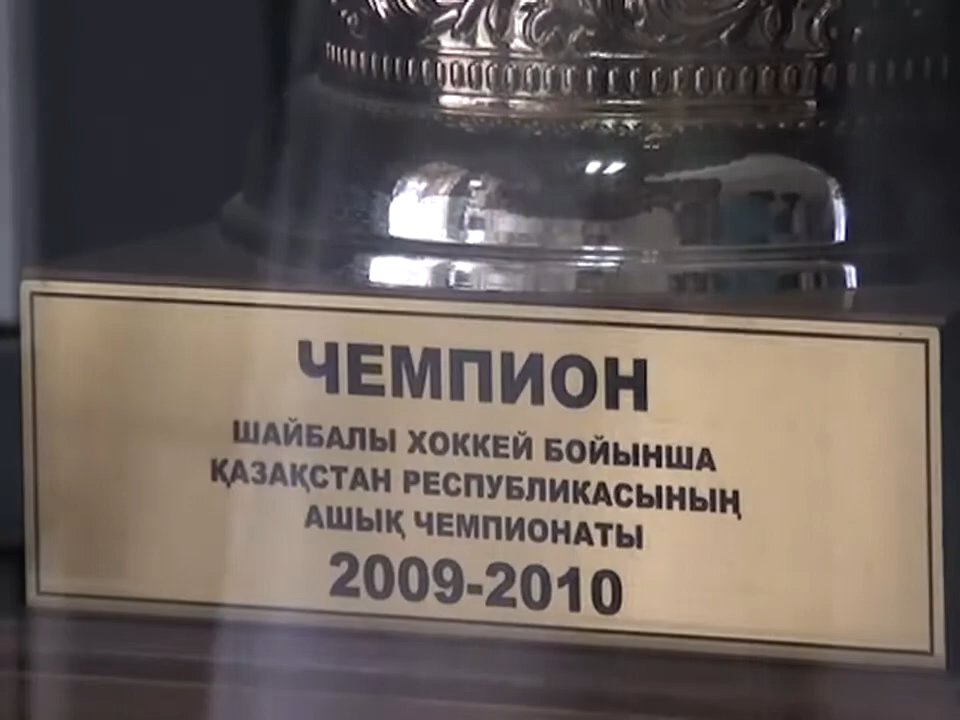 ЧЕМПИОН
ШАЙБАЛЫ ХОККЕЙ БОЙЫНША
ҚАЗАҚСТАН РЕСПУБЛИКАСЫНЫҢ
АШЫҚ ЧЕМПИОНАТЫ
2009-2010